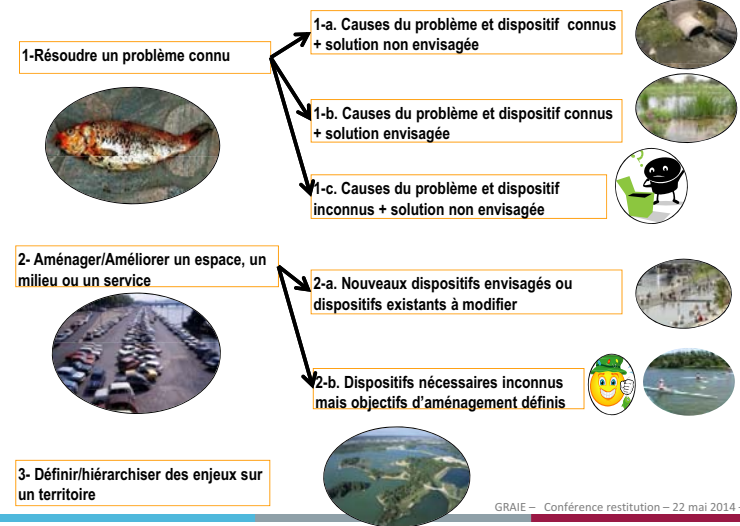 1-Résoudre un problème connu
1-a. Causes du problème et dispositif connus
+ solution non envisagée
1-b. Causes du problème et dispositif connus
+ solution envisagée
1-c. Causes du problème et dispositif
inconnus + solution non envisagée
2- Aménager/Améliorer un espace, un
milieu ou un service
2-a. Nouveaux dispositifs envisagés ou
dispositifs existants à modifier
2-b. Dispositifs nécessaires inconnus
mais objectifs d'aménagement définis
3- Définir/hiérarchiser des enjeux sur
un territoire
GRAIE – Conférence restitution – 22 mai 2014 -